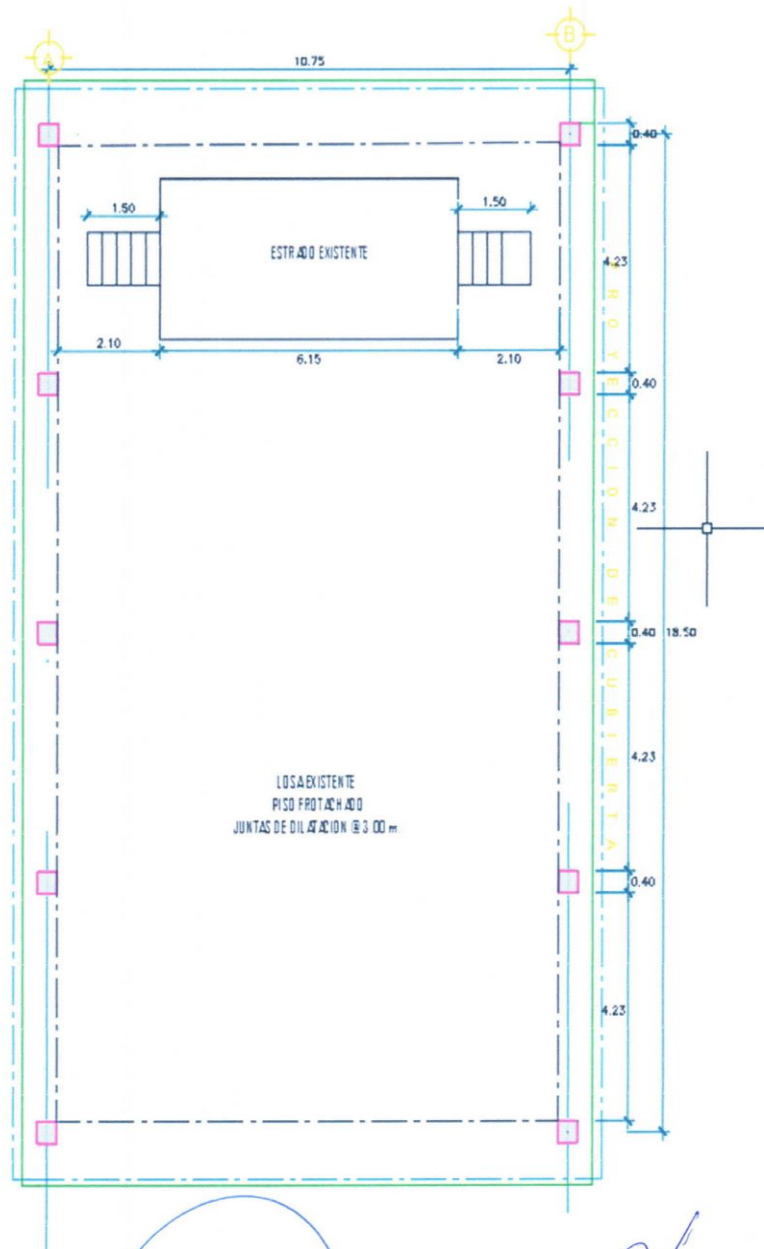 A
B
10.75
0.40
1.50
1.50
ESTRADO EXISTENTE
4.23
2.10
6.15
2.10
0.40
4.23
PROYECCION DE CUBIERTA
0.40
18.50
4.23
LOSA EXISTENTE
PISO FROTACHADO
JUNTAS DE DILATACION @ 3.00 m.
0.40
4.23